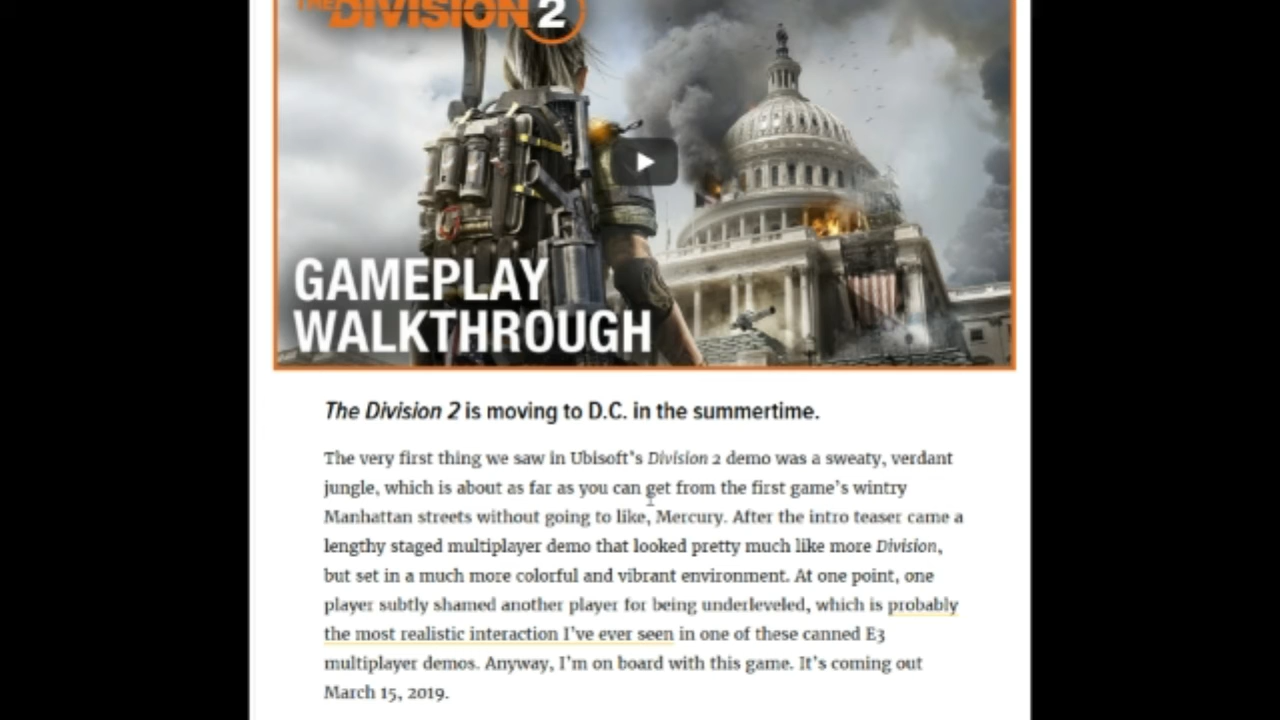 THE DIVISION 2
GAMEPLAY
WALKTHROUGH
The Division 2 is moving to D.C. in the summertime.
The very first thing we saw in Ubisoft's Division 2 demo was a sweaty, verdant
jungle, which is about as far as you can get from the first game's wintry
Manhattan streets without going to like, Mercury. After the intro teaser came a
lengthy staged multiplayer demo that looked pretty much like more Division,
but set in a much more colorful and vibrant environment. At one point, one
player subtly shamed another player for being underleveled, which is probably
the most realistic interaction I've ever seen in one of these canned E3
multiplayer demos. Anyway, I'm on board with this game. It's coming out
March 15, 2019.